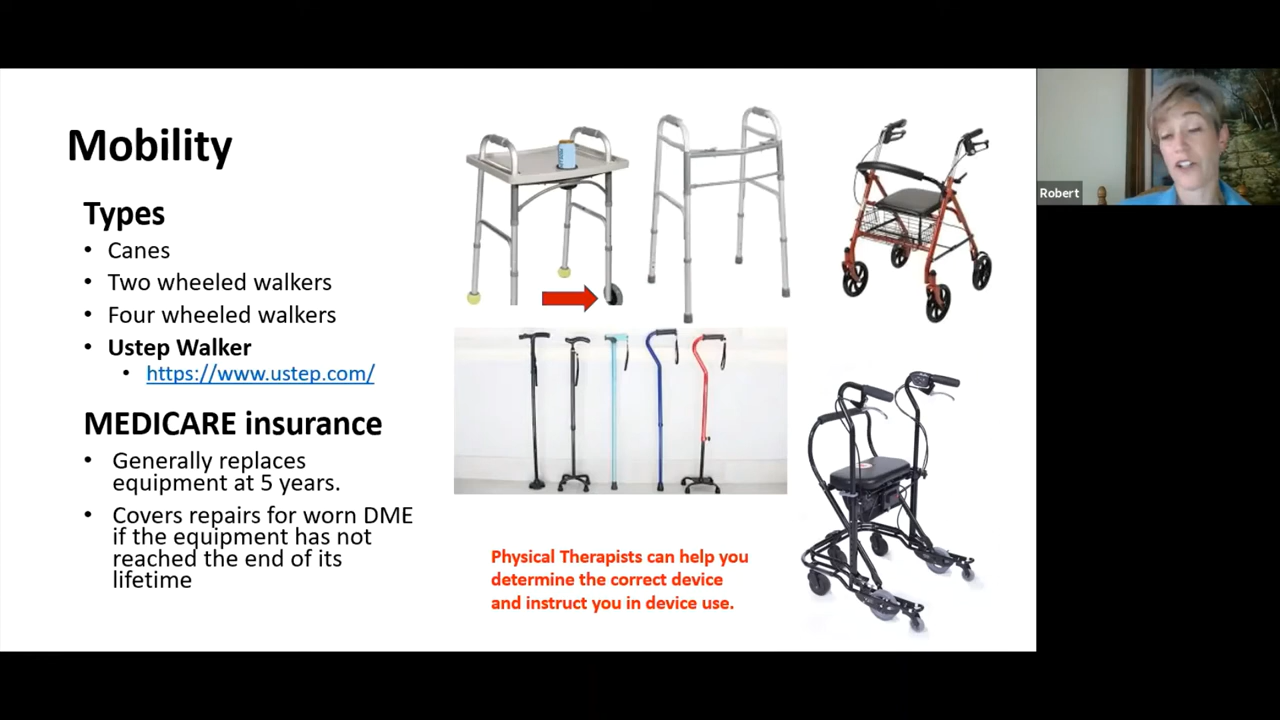 Mobility
Types
• Canes
• Two wheeled walkers
• Four wheeled walkers
• Ustep Walker
• https://www.ustep.com/
MEDICARE insurance
• Generally replaces
equipment at 5 years.
• Covers repairs for worn DME
if the equipment has not
reached the end of its
lifetime
Physical Therapists can help you
determine the correct device
and instruct you in device use.
Robert